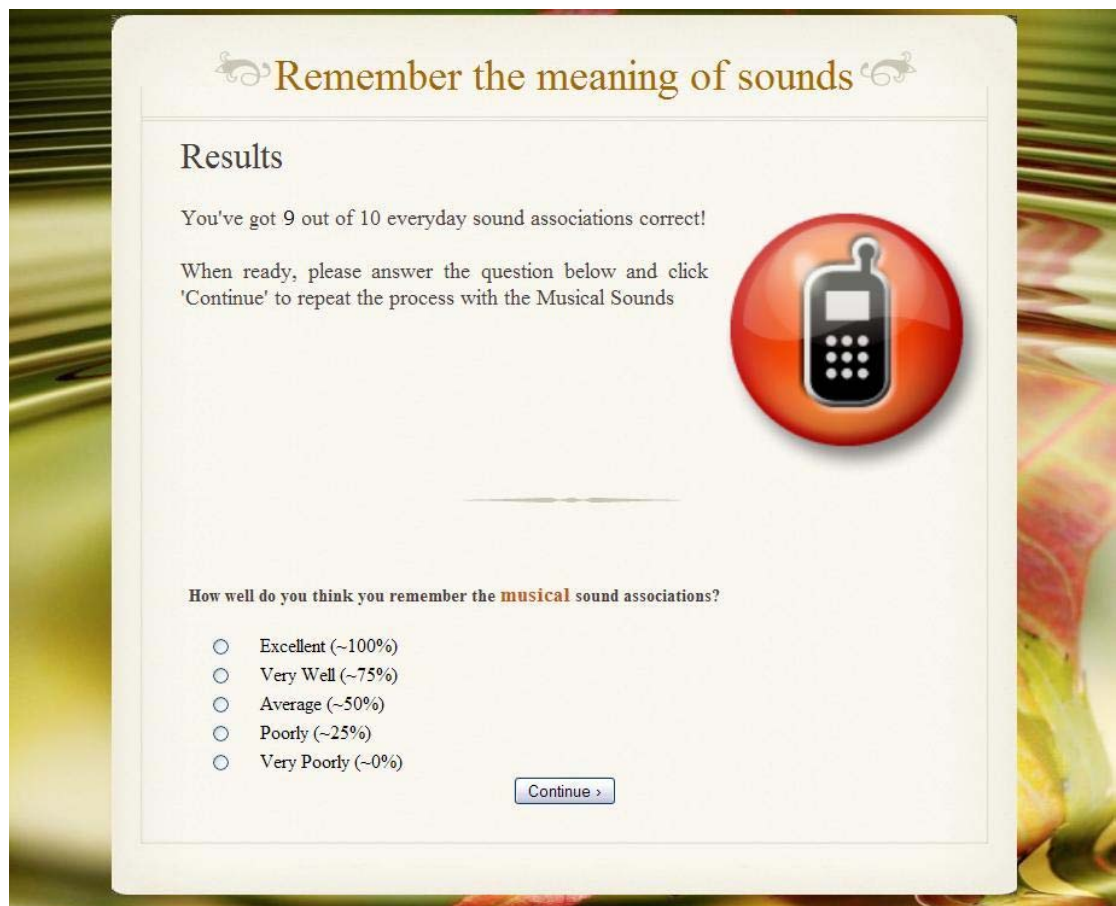 Remember the meaning of sounds
Results
You've got 9 out of 10 everyday sound associations correct!
When ready, please answer the question below and click
'Continue' to repeat the process with the Musical Sounds
How well do you think you remember the musical sound associations?
Excellent (~100%)
Very Well (~75%)
Average (~50%)
Poorly (~25%)
Very Poorly (~0%)
Continue ›